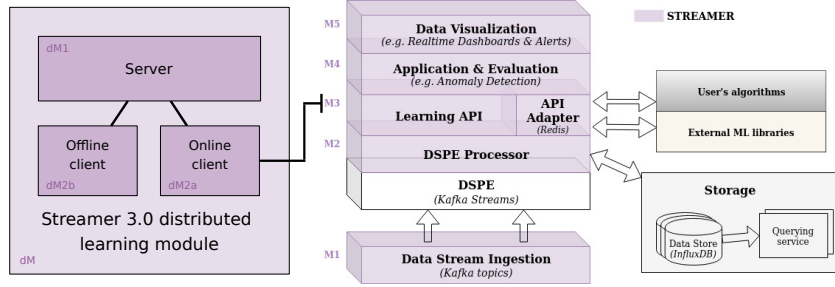 dM1
Server
Offline
client
dM2b
Online
client
dM2a
Streamer 3.0 distributed
learning module
dM
M5
Data Visualization
(e.g. Realtime Dashboards & Alerts)
M4
Application & Evaluation
(e.g. Anomaly Detection)
M3
Learning API
API
Adapter
(Redis)
M2
DSPE Processor
DSPE
(Kafka Streams)
M1
Data Stream Ingestion
(Kafka topics)
STREAMER
User's algorithms
External ML libraries
Storage
Data Store
(InfluxDB)
Querying
service